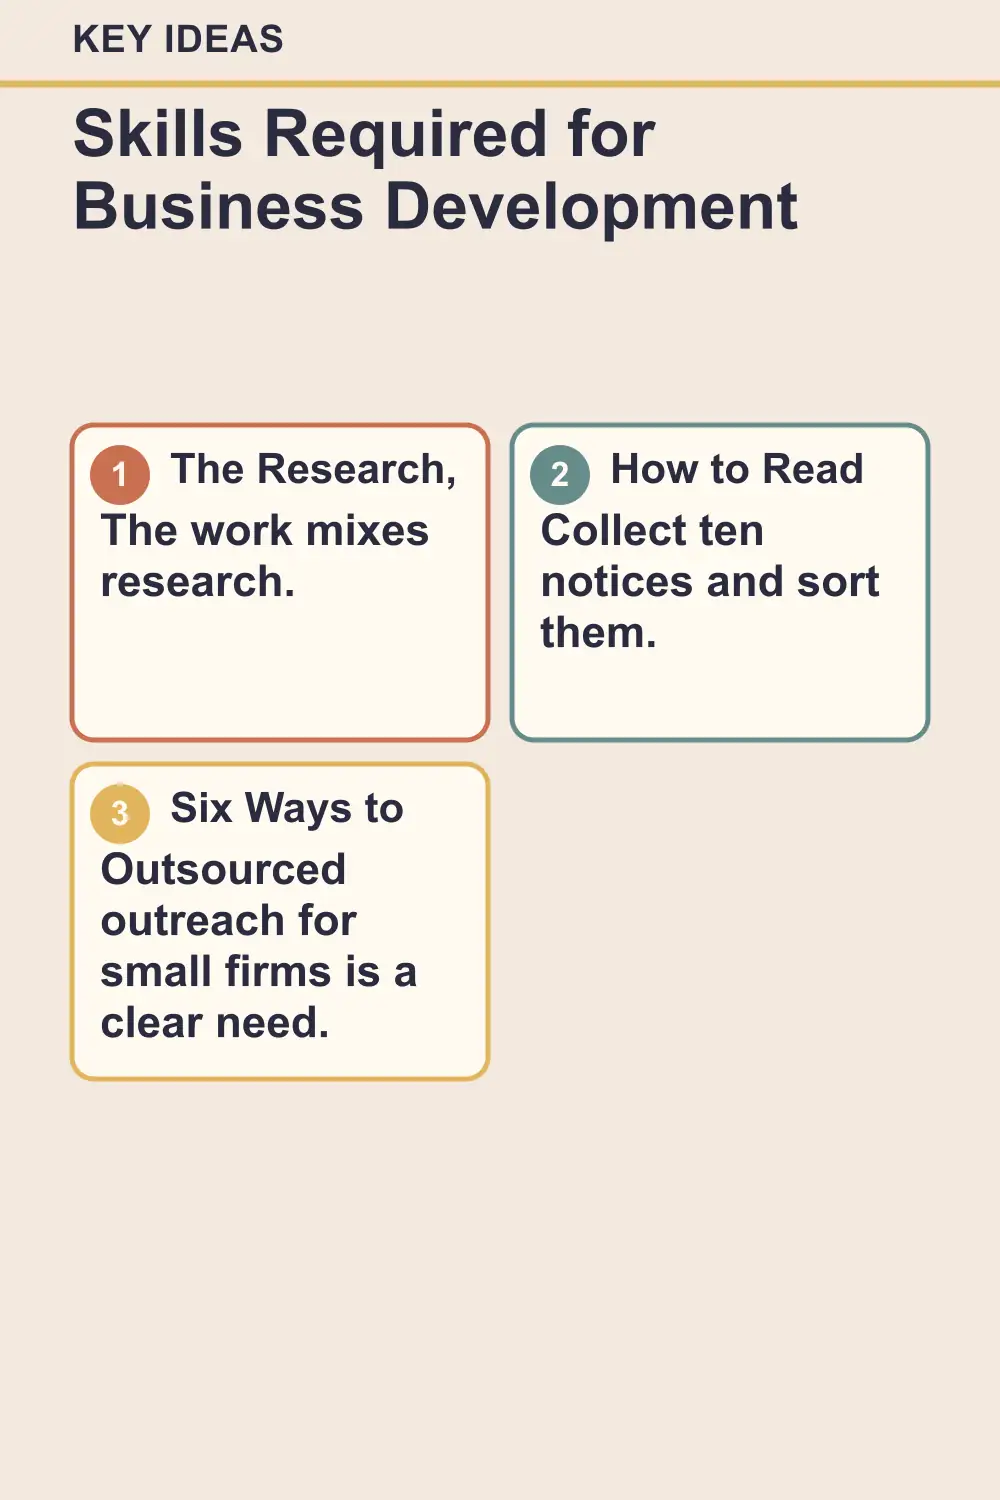 KEY IDEAS
Skills Required for
Business Development
1 The Research,
The work mixes
research.
2 How to Read
Collect ten
notices and sort
them.
3 Six Ways to
Outsourced
outreach for
small firms is a
clear need.